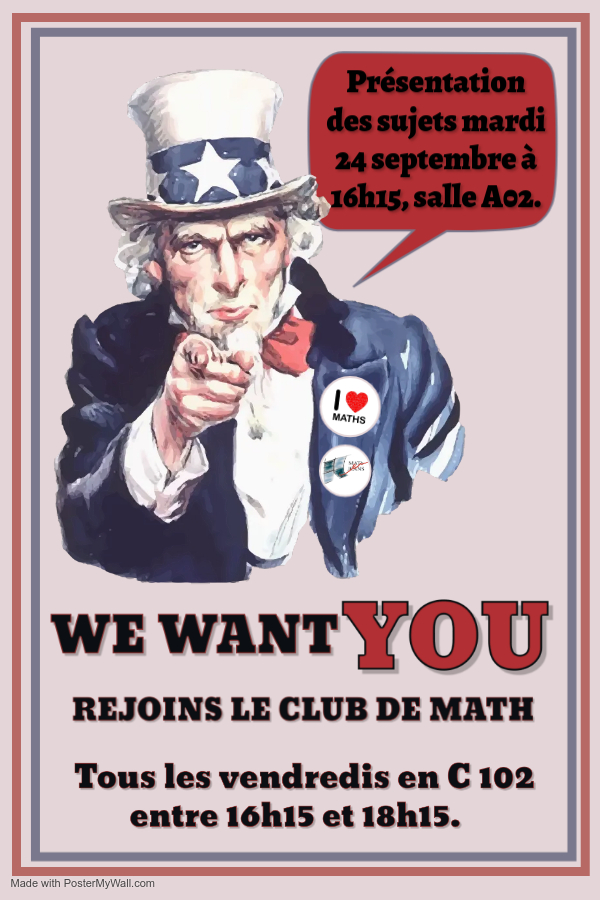 Présentation
des sujets mardi
24 septembre à
16h15, salle A02.
I
MATHS
MATH
WE WANT YOU
REJOINS LE CLUB DE MATH
Tous les vendredis en C 102
entre 16h15 et 18h15.
Made with PosterMyWall.com